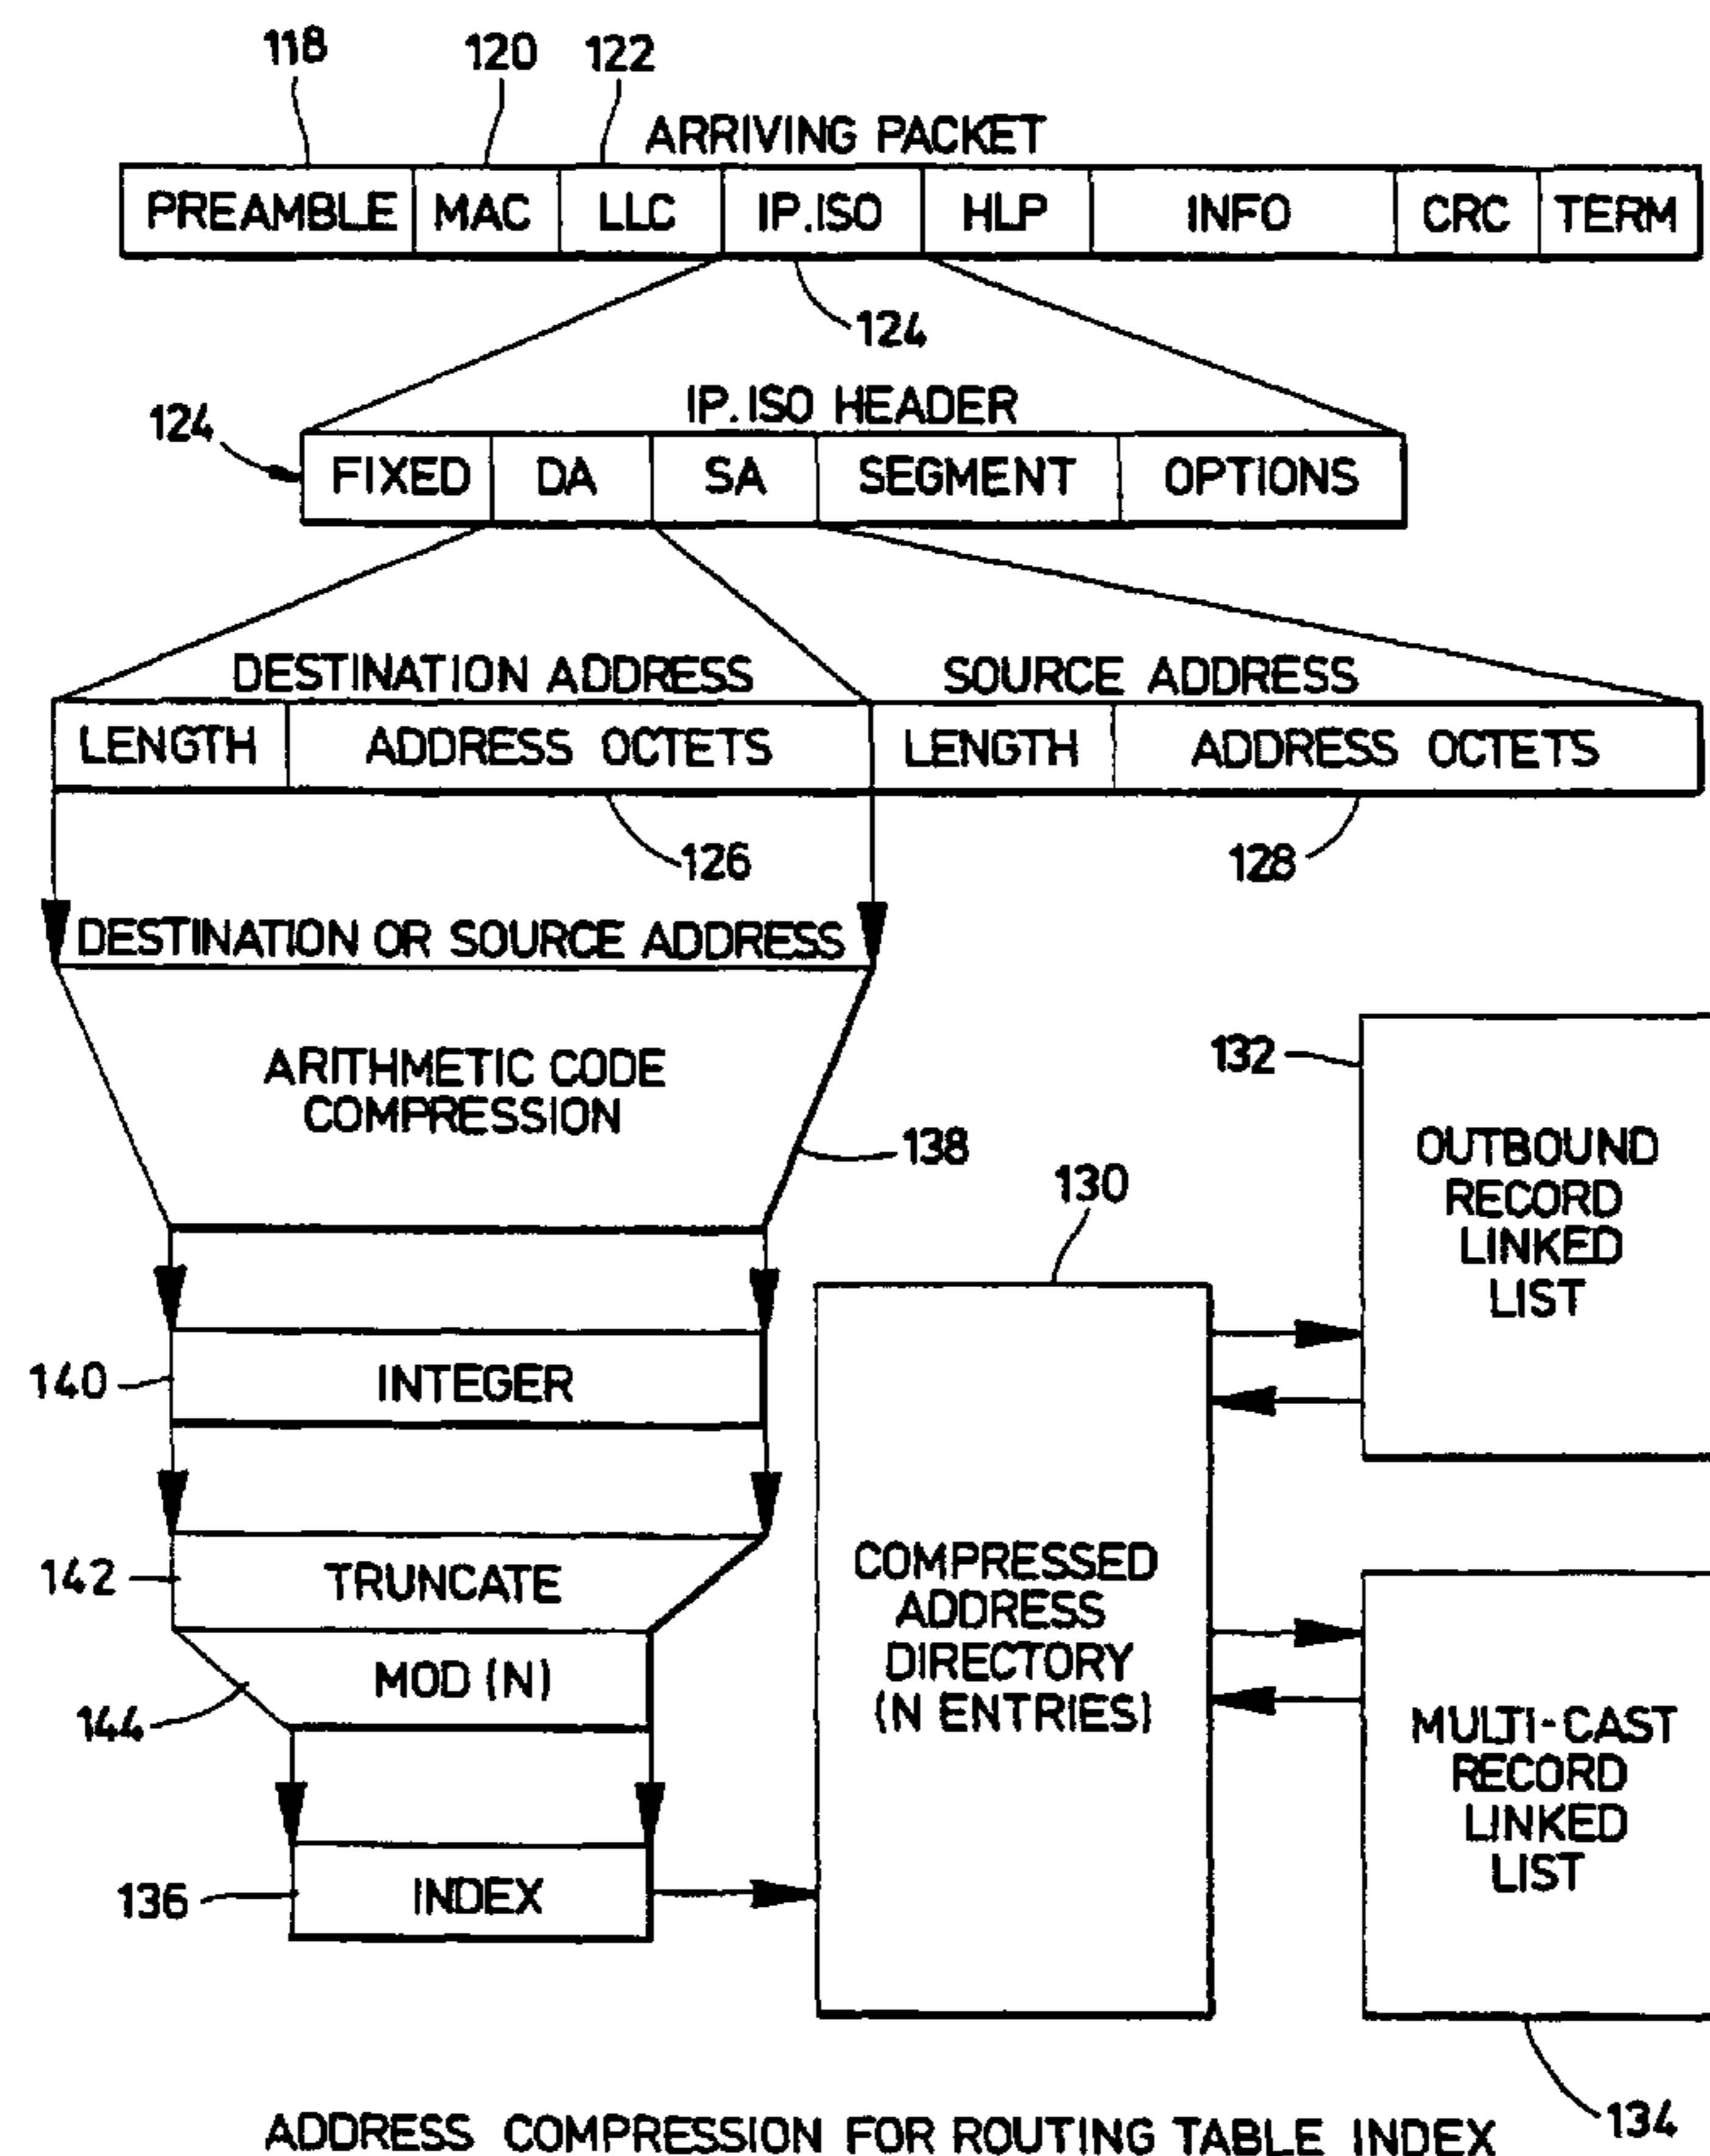 118 120 122
ARRIVING PACKET
PREAMBLE MAC LLC IP.ISO HLP INFO CRC TERM
124
IP.ISO HEADER
124
FIXED DA SA SEGMENT OPTIONS
DESTINATION ADDRESS SOURCE ADDRESS
LENGTH ADDRESS OCTETS LENGTH ADDRESS OCTETS
126 128
DESTINATION OR SOURCE ADDRESS
ARITHMETIC CODE
COMPRESSION
138
140
INTEGER
142
TRUNCATE
MOD (N)
144
136
INDEX
130
COMPRESSED
ADDRESS
DIRECTORY
(N ENTRIES)
132
OUTBOUND
RECORD
LINKED
LIST
MULTI-CAST
RECORD
LINKED
LIST
134
ADDRESS COMPRESSION FOR ROUTING TABLE INDEX